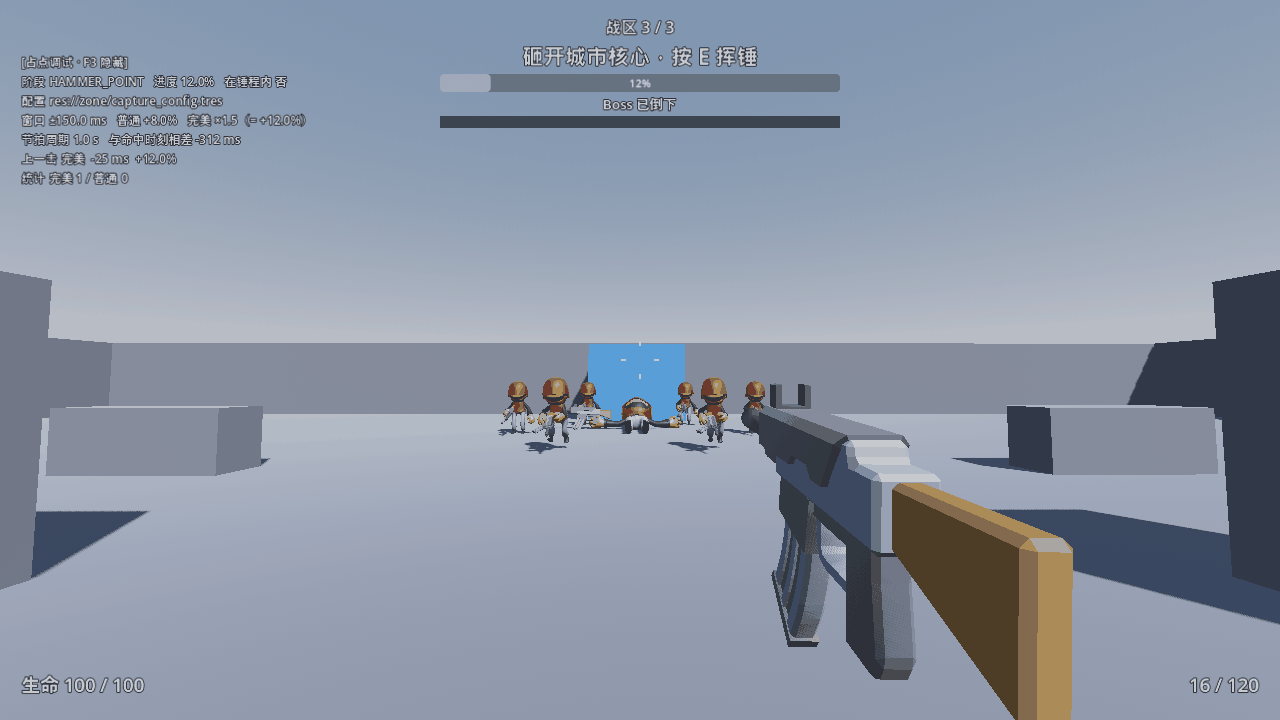 战区 3 / 3
砸开城市核心 · 按 E 挥锤
12%
Boss 已倒下
[占点调试 · F3 隐藏]
阶段 HAMMER_POINT 进度 12.0% 在锤程内 否
配置 res://zone/capture_config.tres
窗口 ±150.0 ms 普通 +8.0% 完美 ×1.5 (= +12.0%)
节拍周期 1.0 s 与命中时刻相差 -312 ms
上一击 完美 -25 ms +12.0%
统计 完美 1 / 普通 0
生命 100 / 100
16 / 120